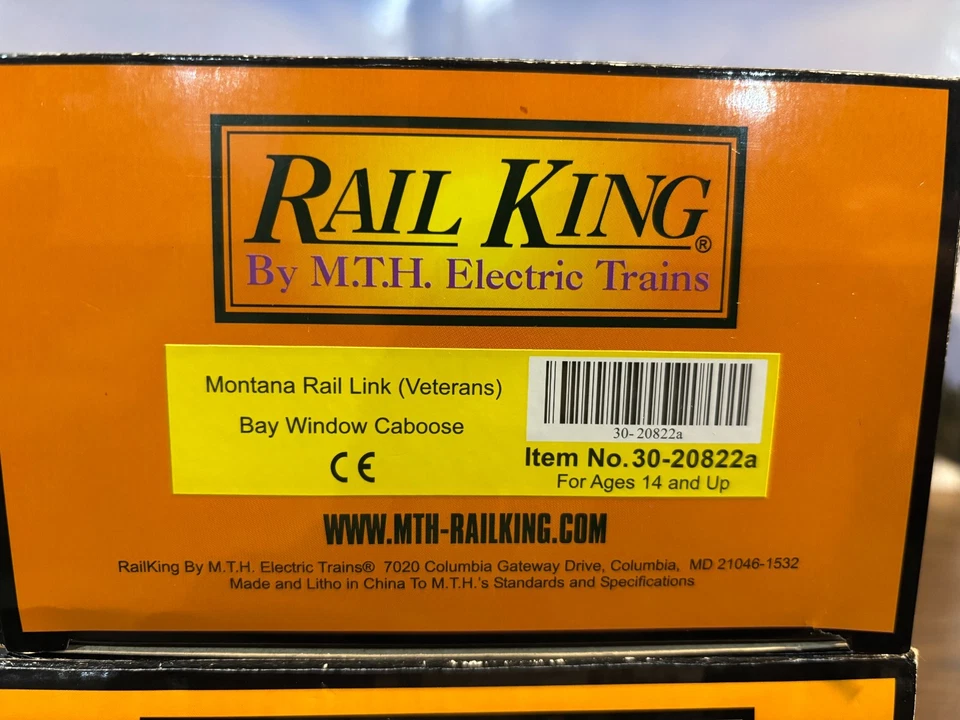 RAIL KING®
By M.T.H. Electric Trains
Montana Rail Link (Veterans)
Bay Window Caboose
CE
30-20822a
Item No.30-20822a
For Ages 14 and Up
WWW.MTH-RAILKING.COM
RailKing By M.T.H. Electric Trains® 7020 Columbia Gateway Drive, Columbia, MD 21046-1532
Made and Litho in China To M.T.H.'s Standards and Specifications